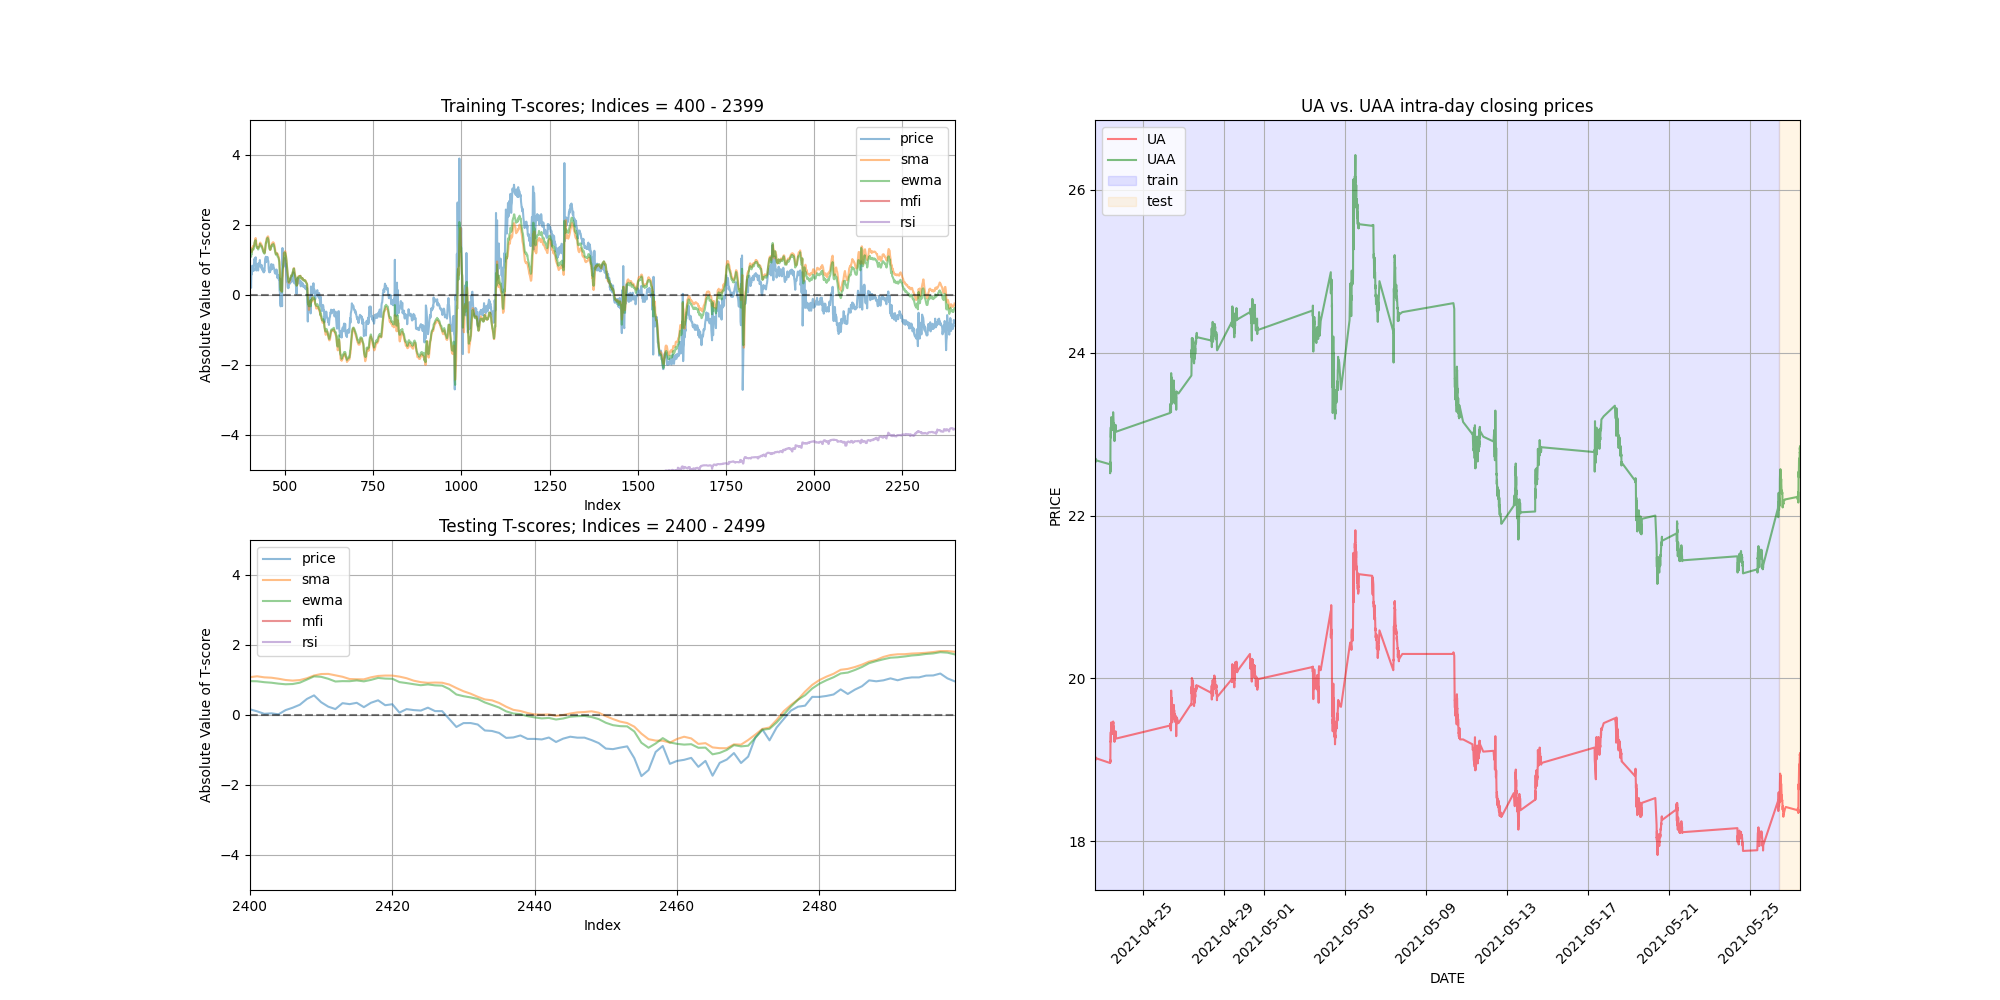 Training T-scores; Indices = 400 - 2399
price
sma
ewma
mfi
rsi
Absolute Value of T-score
4
2
0
−2
−4
500 750 1000 1250 1500 1750 2000 2250
Index
Testing T-scores; Indices = 2400 - 2499
price
sma
ewma
mfi
rsi
Absolute Value of T-score
4
2
0
−2
−4
2400 2420 2440 2460 2480
Index
UA vs. UAA intra-day closing prices
UA
UAA
train
test
PRICE
26
24
22
20
18
2021-04-25 2021-04-29 2021-05-01 2021-05-05 2021-05-09 2021-05-13 2021-05-17 2021-05-21 2021-05-25
DATE